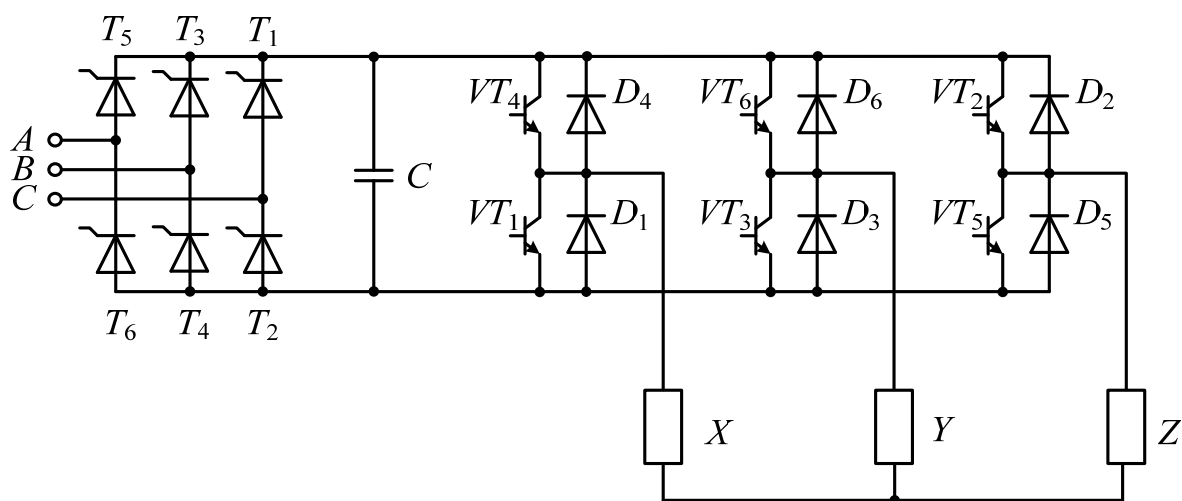 T5 T3 T1
VT4 D4 VT6 D6 VT2 D2
A
B
C
C
VT1 D1 VT3 D3 VT5 D5
T6 T4 T2
X Y Z